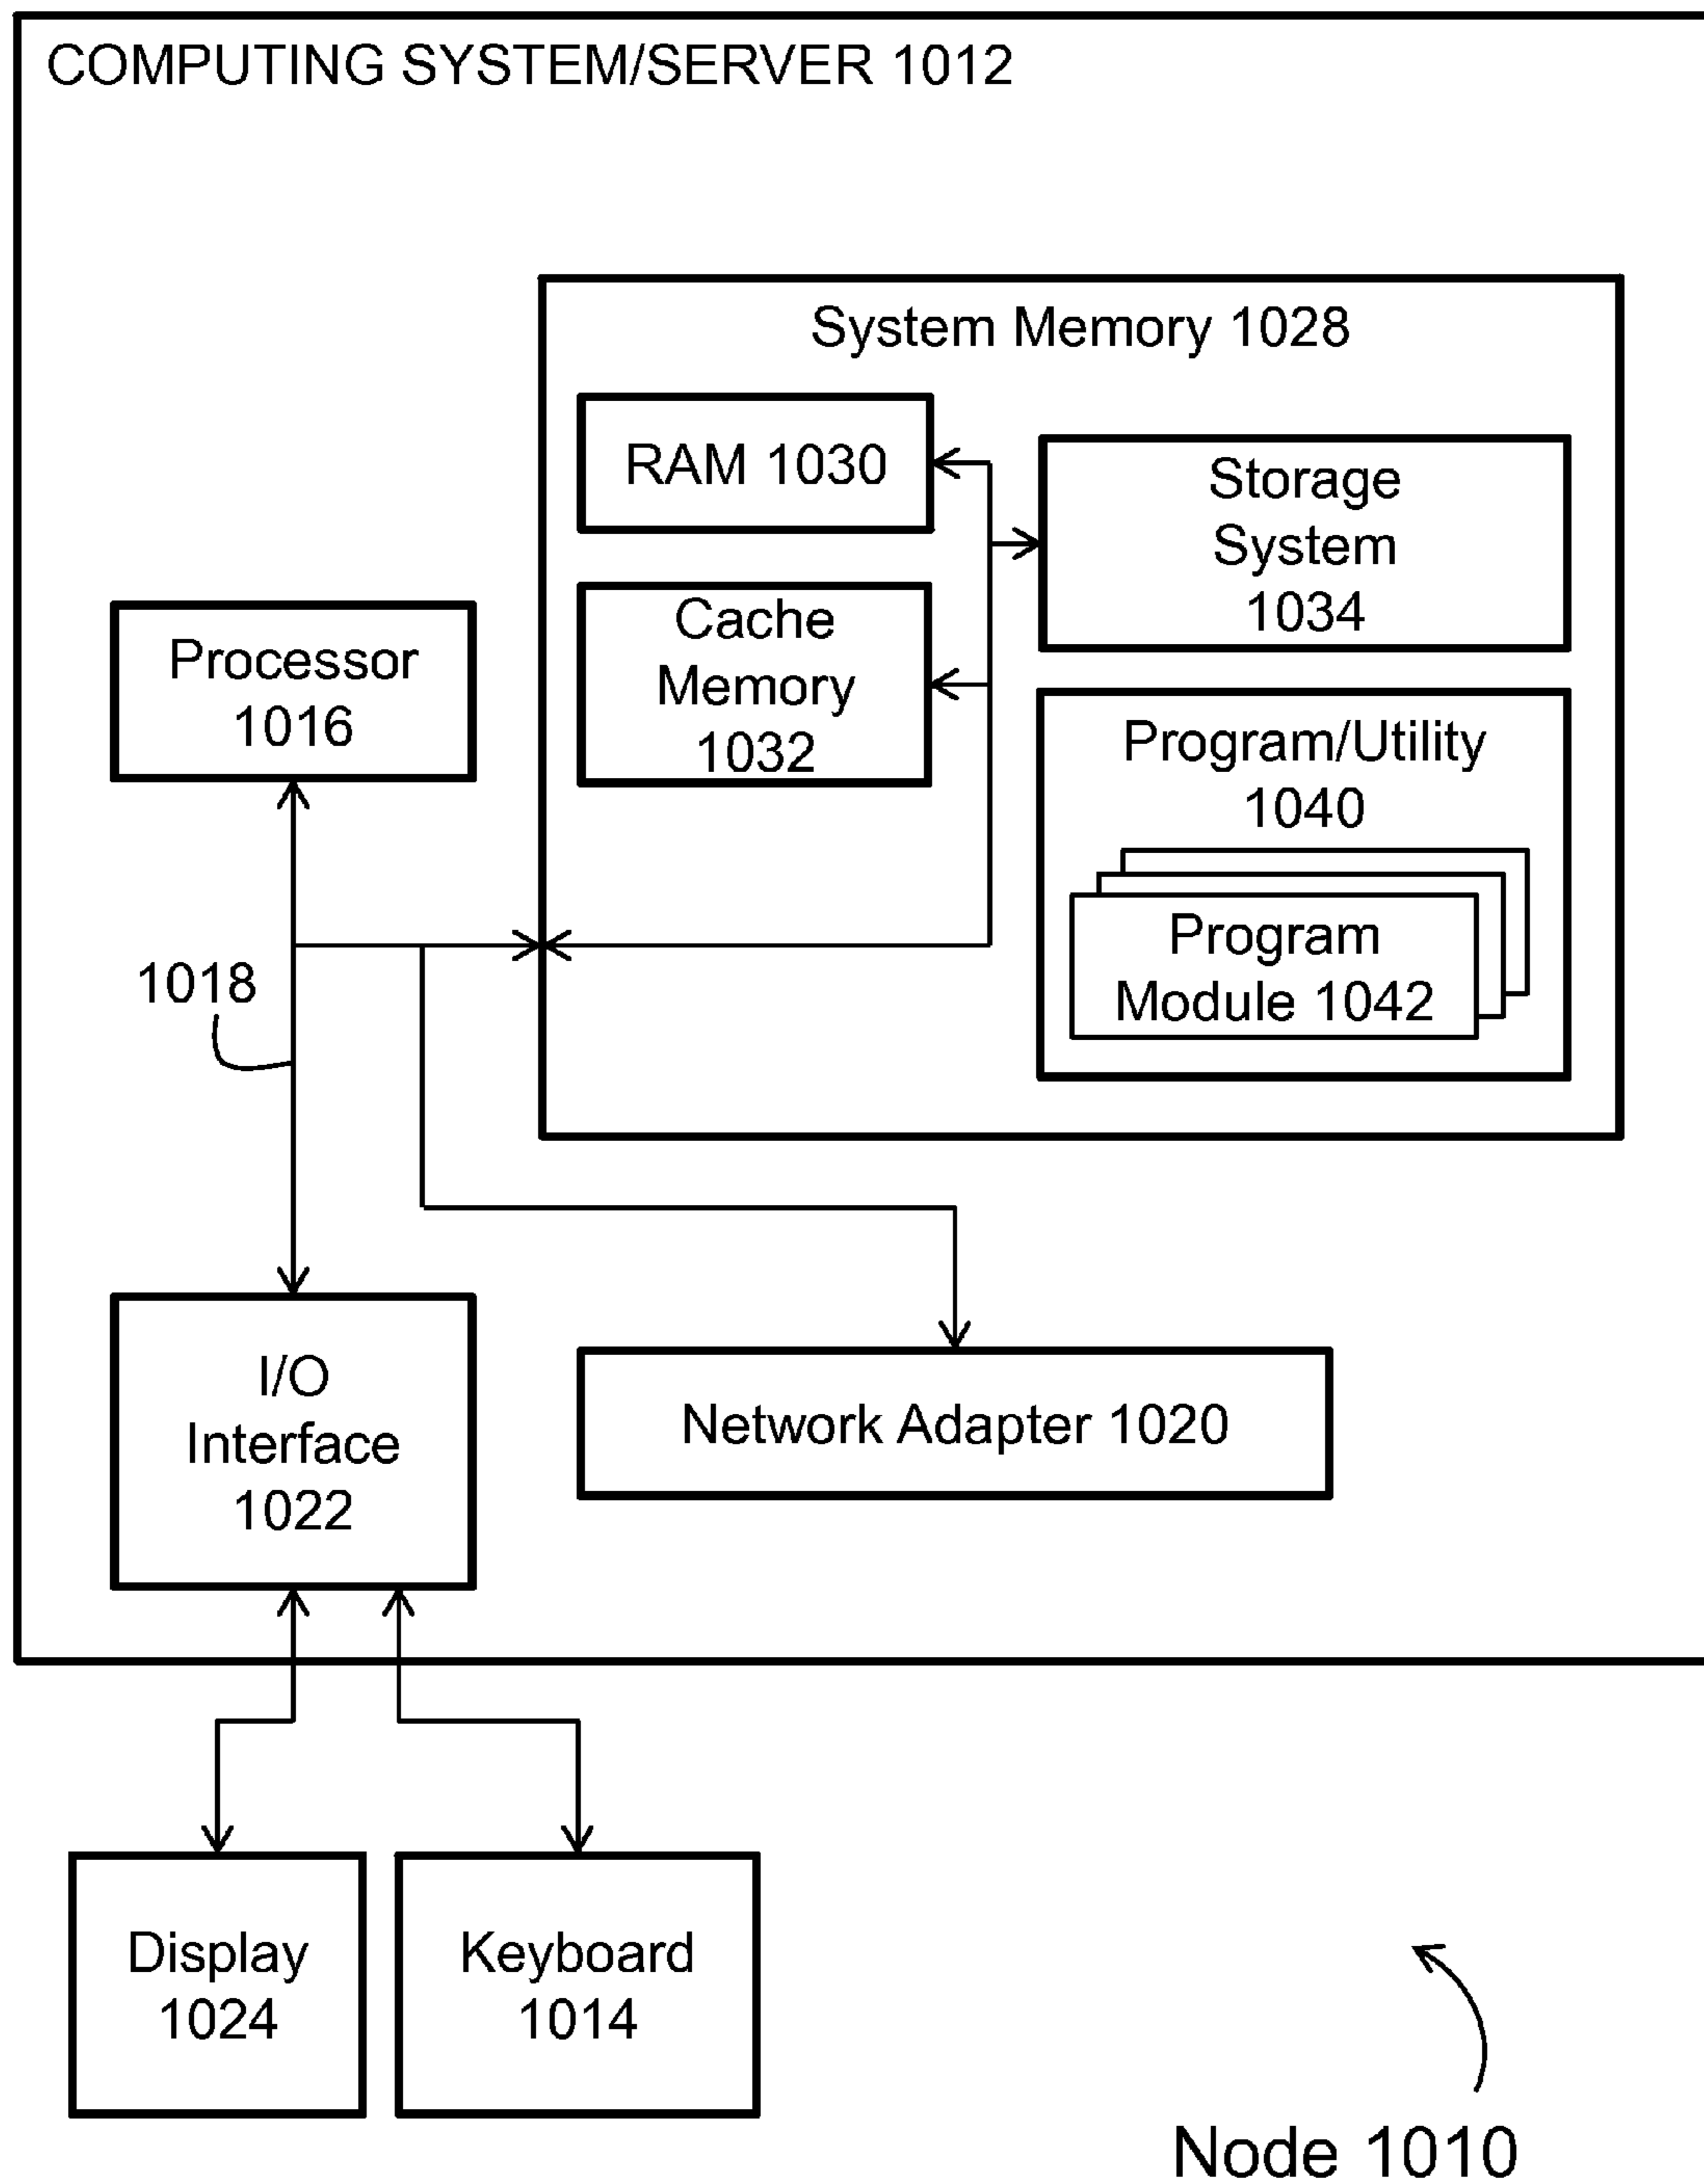 COMPUTING SYSTEM/SERVER 1012
System Memory 1028
RAM 1030
Storage
System
1034
Cache
Memory
1032
Processor
1016
Program/Utility
1040
Program
Module 1042
1018
I/O
Interface
1022
Network Adapter 1020
Display
1024
Keyboard
1014
Node 1010